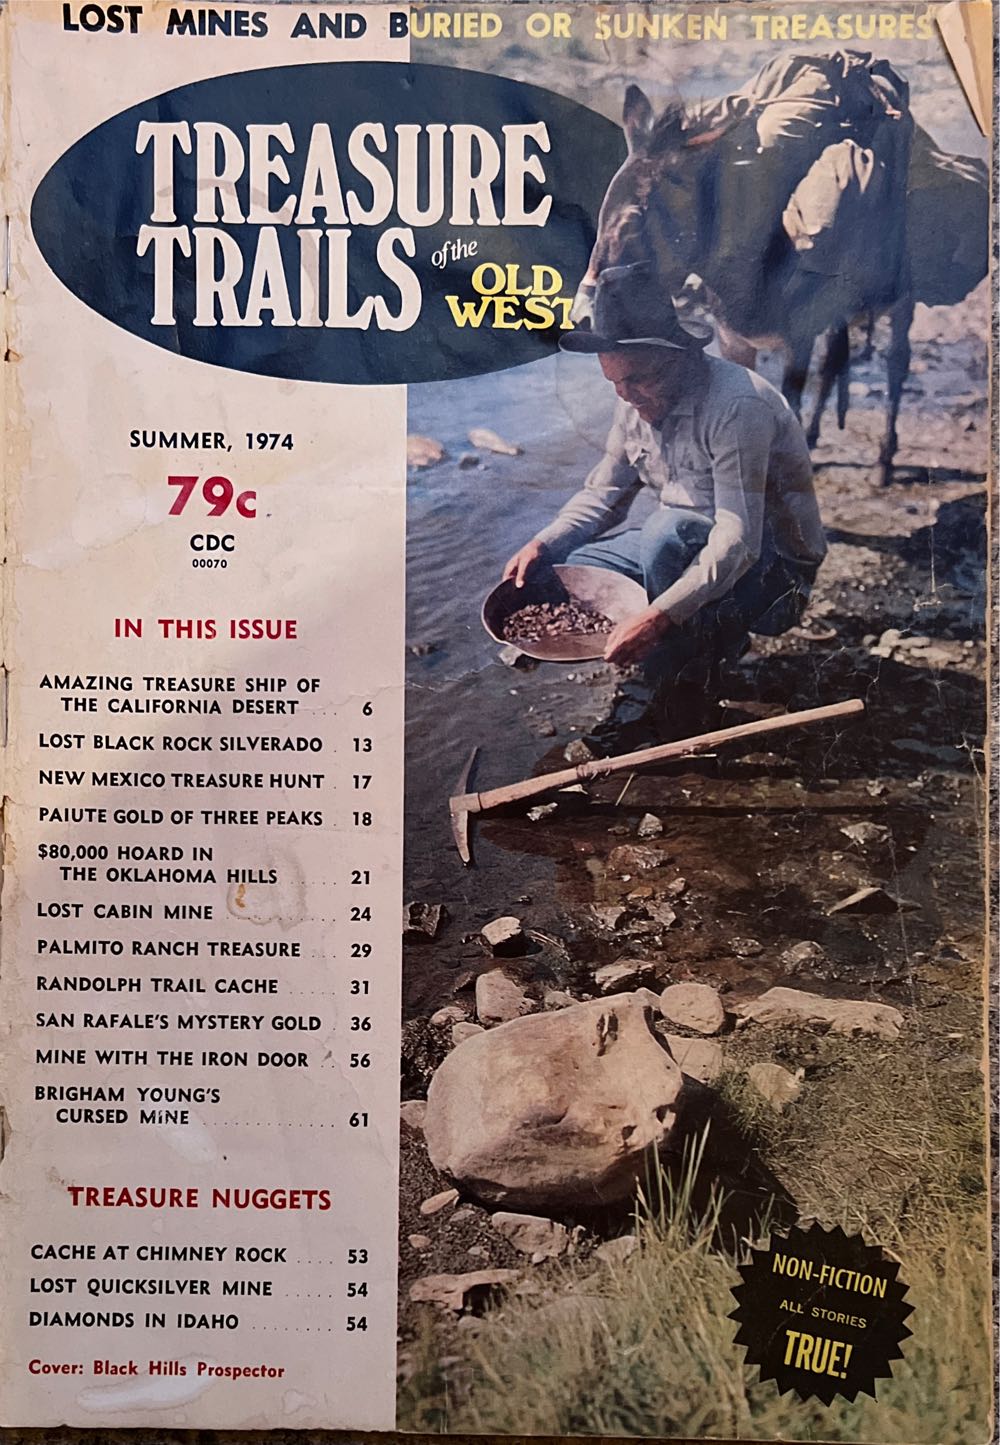 LOST MINES AND BURIED OR SUNKEN TREASURES
TREASURE
TRAILS of the OLD
WEST
SUMMER, 1974
79c
CDC
00070
IN THIS ISSUE
AMAZING TREASURE SHIP OF
THE CALIFORNIA DESERT ... 6
LOST BLACK ROCK SILVERADO . 13
NEW MEXICO TREASURE HUNT . 17
PAIUTE GOLD OF THREE PEAKS . 18
$80,000 HOARD IN
THE OKLAHOMA HILLS ..... 21
LOST CABIN MINE .......... 24
PALMITO RANCH TREASURE ... 29
RANDOLPH TRAIL CACHE ..... 31
SAN RAFALE'S MYSTERY GOLD . 36
MINE WITH THE IRON DOOR .. 56
BRIGHAM YOUNG'S
CURSED MINE ............. 61
TREASURE NUGGETS
CACHE AT CHIMNEY ROCK .... 53
LOST QUICKSILVER MINE ..... 54
DIAMONDS IN IDAHO ........ 54
Cover: Black Hills Prospector
NON-FICTION
ALL STORIES
TRUE!